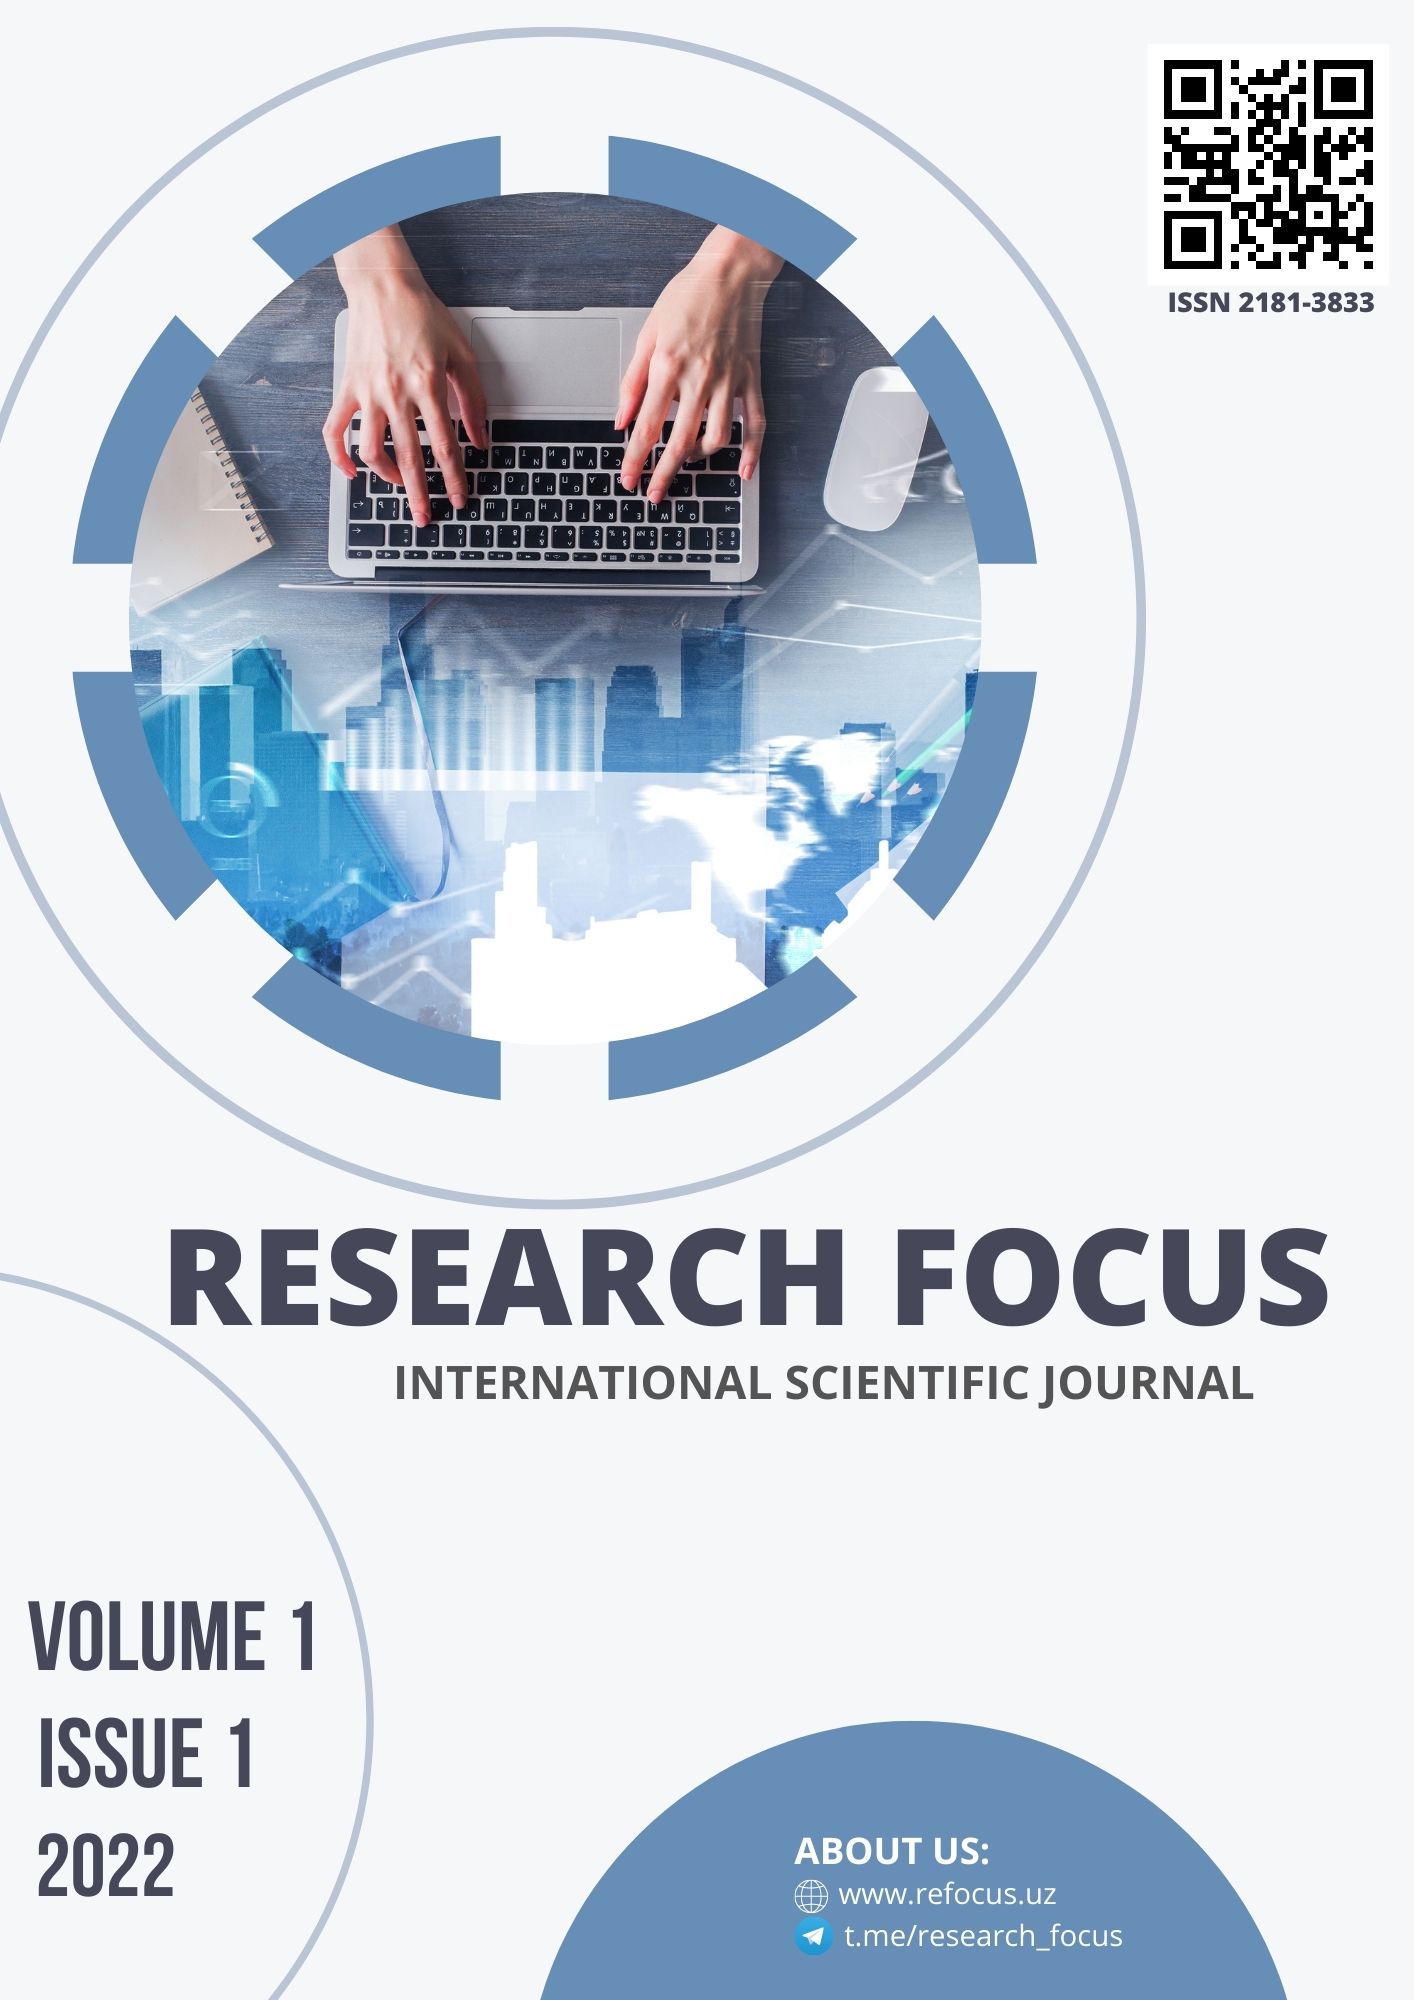 ISSN 2181-3833
RESEARCH FOCUS
INTERNATIONAL SCIENTIFIC JOURNAL
VOLUME 1
ISSUE 1
2022
ABOUT US:
www.refocus.uz
t.me/research_focus